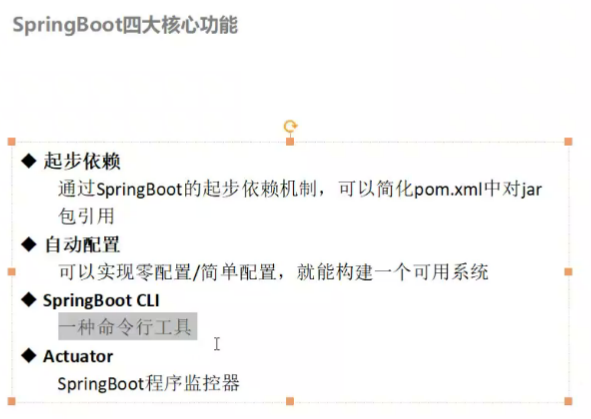 SpringBoot四大核心功能
◆ 起步依赖
通过SpringBoot的起步依赖机制，可以简化pom.xml中对jar
包引用
◆ 自动配置
可以实现零配置/简单配置，就能构建一个可用系统
◆ SpringBoot CLI
一种命令行工具
◆ Actuator
SpringBoot程序监控器